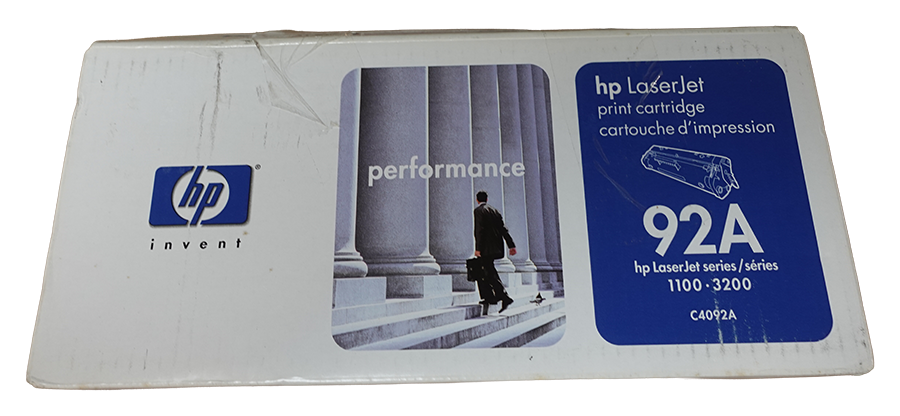 hp
®
invent
performance
hp LaserJet
print cartridge
cartouche d'impression
92A
hp LaserJet series/séries
1100 · 3200
C4092A